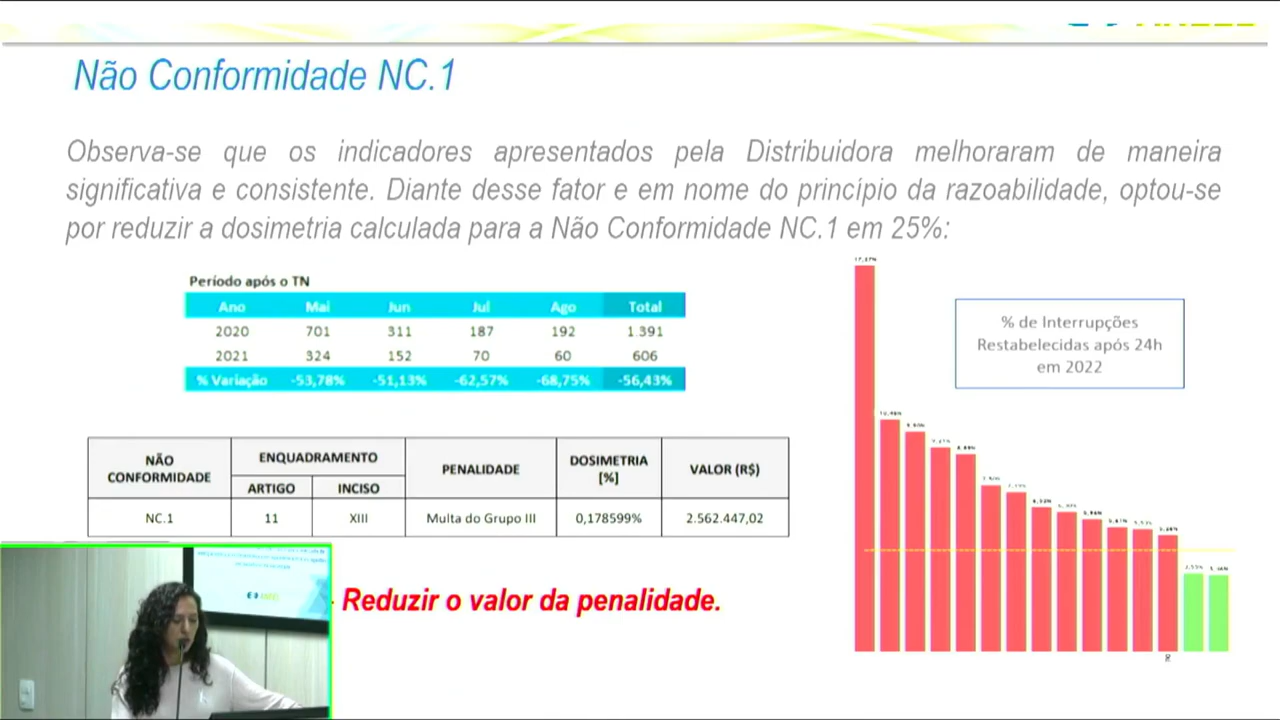 Não Conformidade NC.1
Observa-se que os indicadores apresentados pela Distribuidora melhoraram de maneira
significativa e consistente. Diante desse fator e em nome do princípio da razoabilidade, optou-se
por reduzir a dosimetria calculada para a Não Conformidade NC.1 em 25%:
Período após o TN
Ano Mai Jun Jul Ago Total
2020 701 311 187 192 1.391
2021 324 152 70 60 606
% Variação -53,78% -51,13% -62,57% -68,75% -56,43%
% de Interrupções
Restabelecidas após 24h
em 2022
NÃO
CONFORMIDADE
ENQUADRAMENTO
ARTIGO INCISO
PENALIDADE
DOSIMETRIA
[%]
VALOR (R$)
NC.1 11 XIII Multa do Grupo III 0,178599% 2.562.447,02
Reduzir o valor da penalidade.